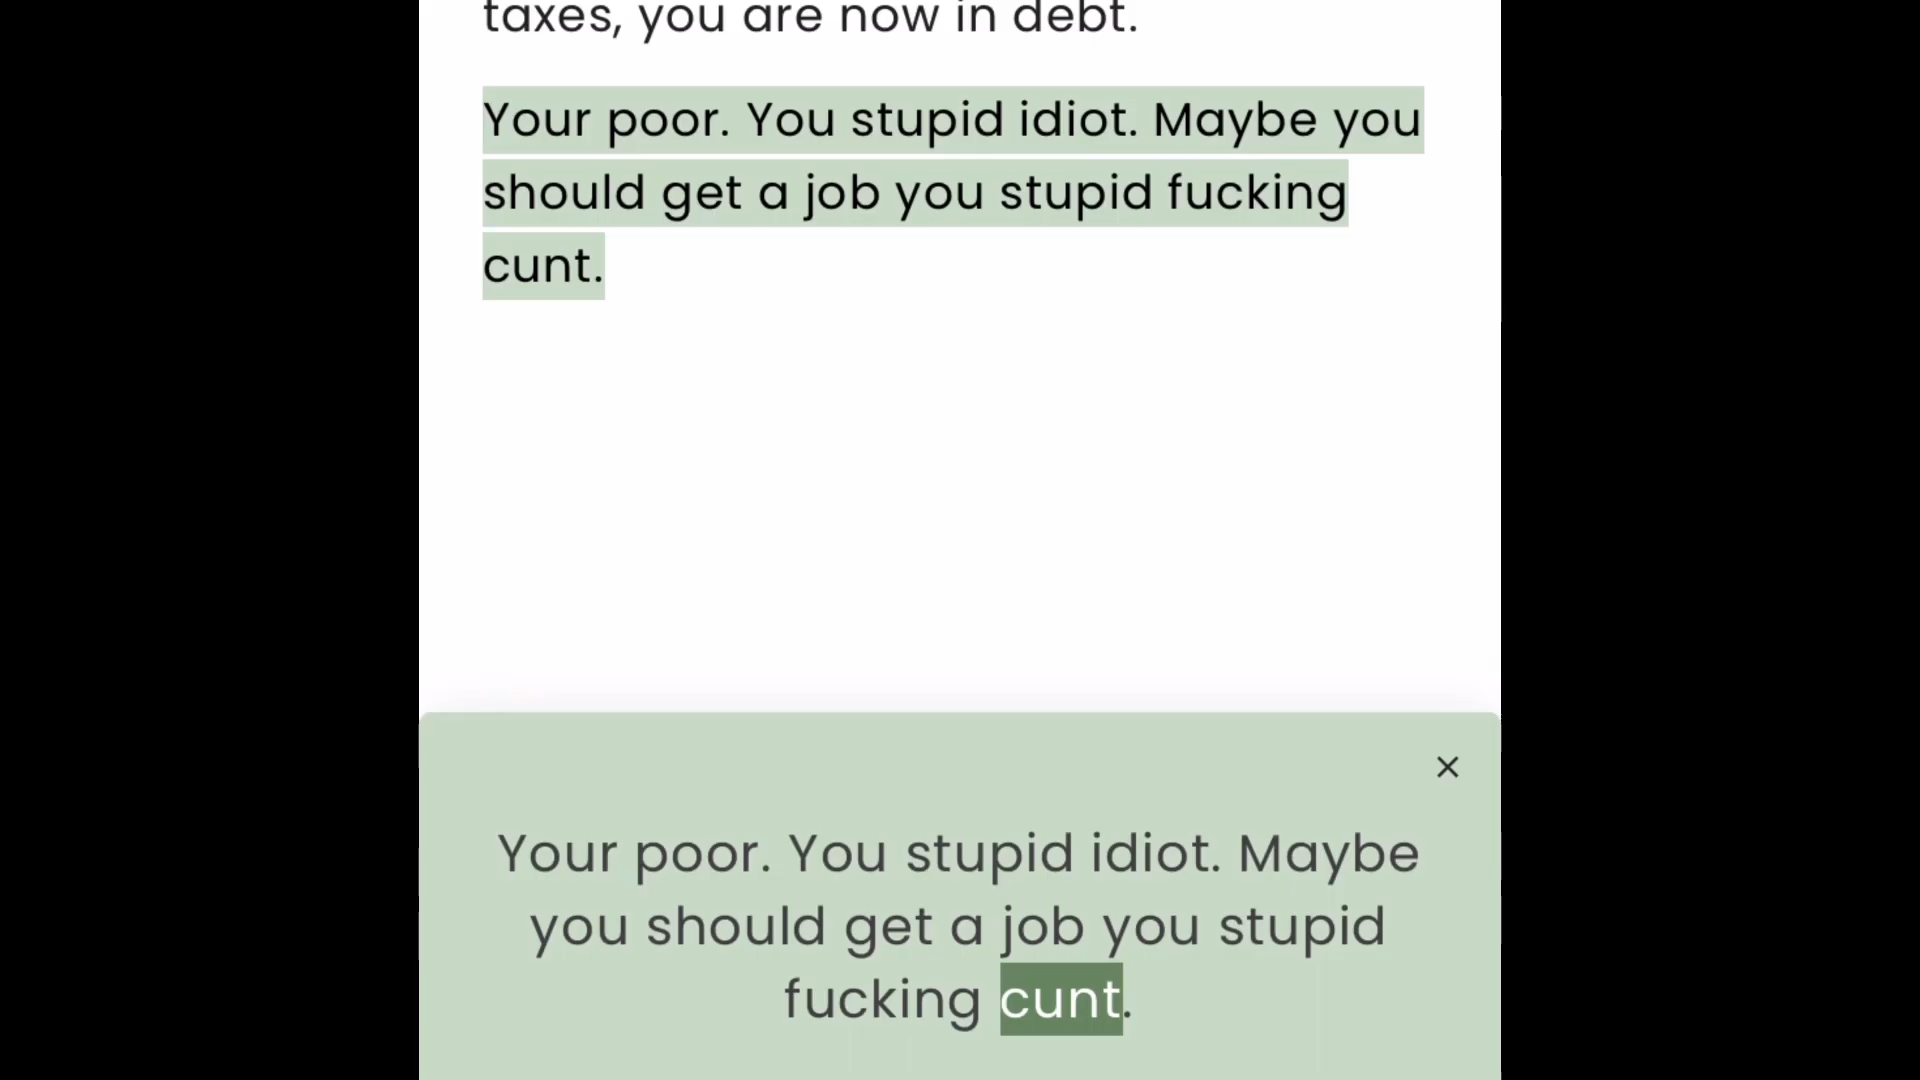 taxes, you are now in debt.
Your poor. You stupid idiot. Maybe you
should get a job you stupid fucking
cunt.
Your poor. You stupid idiot. Maybe
you should get a job you stupid
fucking cunt.